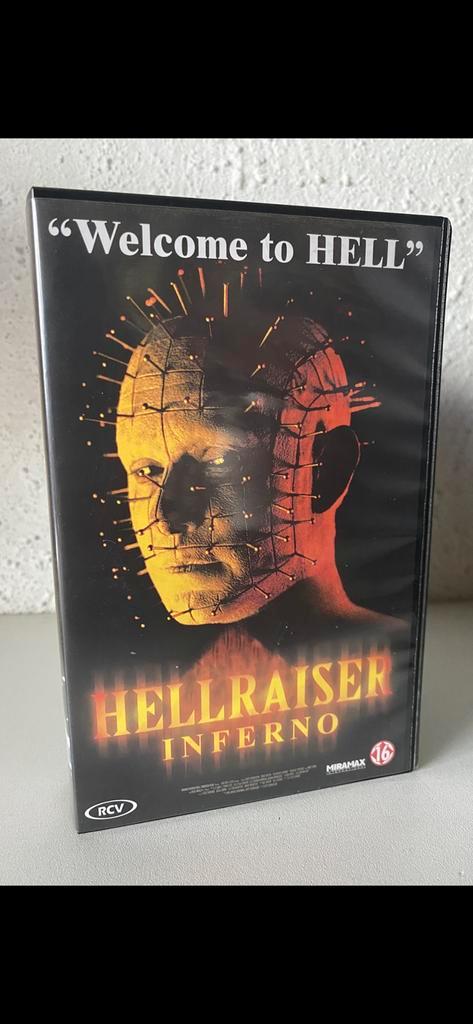 “Welcome to HELL”
HELLRAISER
INFERNO
MIRAMAX
16
RCV